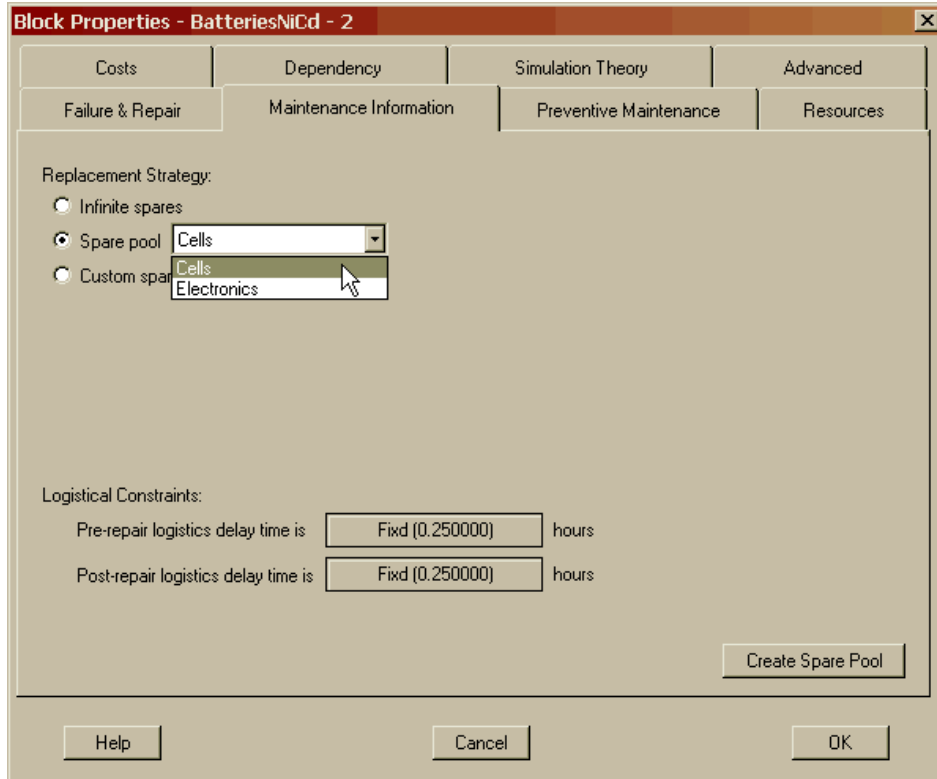 Block Properties - BatteriesNiCd - 2
Costs Dependency Simulation Theory Advanced
Failure & Repair Maintenance Information Preventive Maintenance Resources
Replacement Strategy:
Infinite spares
Spare pool Cells
Cells
Custom spar
Electronics
Logistical Constraints:
Pre-repair logistics delay time is Fixd (0.250000) hours
Post-repair logistics delay time is Fixd (0.250000) hours
Create Spare Pool
Help Cancel OK